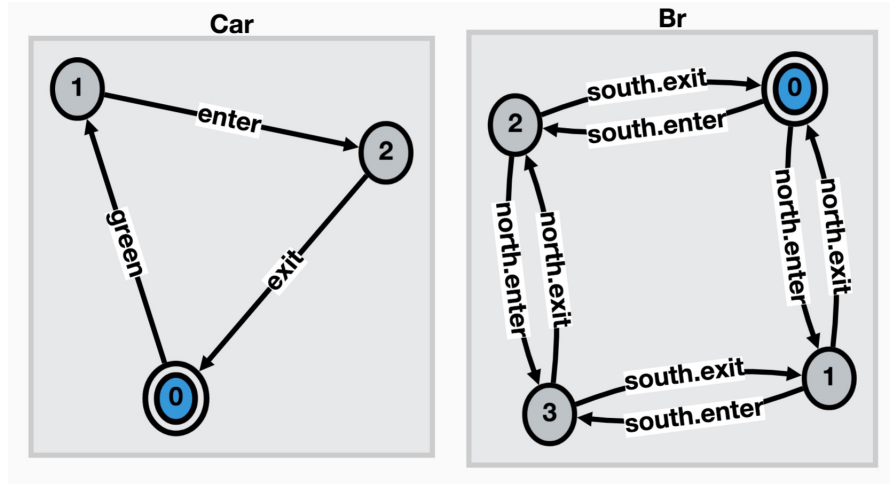 Car
1
enter
2
green
exit
0
Br
south.exit
0
2
south.enter
north.enter
north.exit
north.enter
north.exit
south.exit
1
3
south.enter